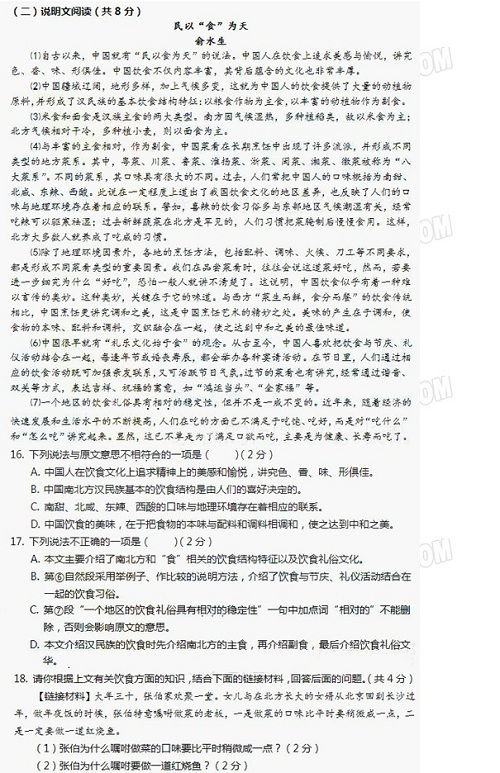 （二）说明文阅读（共8分）
民以“食”为天
俞水生
⑴自古以来，中国就有“民以食为天”的说法。中国人在饮食上追求美感与愉悦，讲究
色、香、味、形俱佳。中国饮食不仅内容丰富，其背后蕴含的文化也非常丰厚。
⑵中国疆域辽阔，地形多样，加上气候多变，这就为中国人的饮食提供了大量的动植物
原料，并形成了汉民族的基本饮食结构特征：以粮食作物为主食，以丰富的动植物作为副食。
⑶米食和面食是汉族主食的两大类型。南方因气候温热，多种植稻类，故以米食为主；
北方气候相对干冷，多种植小麦，则以面食为主。
⑷与丰富的主食相对，作为副食，中国菜肴在长期烹饪中出现了许多流派，并形成不同
类型的地方菜系。其中，粤菜、川菜、鲁菜、淮扬菜、浙菜、闽菜、湘菜、徽菜被称为“八
大菜系”。不同的菜系，其口味具有很大的不同。过去，人们常把中国人的口味概括为南甜、
北咸、东辣、西酸。此说在一定程度上道出了我国饮食文化的地区差异，也反映了人们的口
味与地理环境存在着相应的联系。譬如，喜辣的饮食习俗多与东部地区气候潮湿有关，经常
吃辣可以驱寒祛湿；过去新鲜蔬菜在北方是罕见的，人们习惯把菜腌制后慢慢食用。这样，
北方大多数人就养成了吃咸的习惯。
⑸除了地理环境因素外，各地的烹饪方法，包括配料、调味、火候、刀工等不同要求，
都是形成不同菜肴类型的重要因素。我们在品尝菜肴时，往往会说这道菜好吃，然而，若要
进一步细究为什么“好吃”，恐怕一般人就讲不清楚了。这说明，中国饮食似乎有着一种难
以言传的奥妙。这种奥妙，关键在于它的味道。与西方“菜生而鲜，食分而餐”的饮食传统
相比，中国烹饪更讲究调和之美，这是中国烹饪艺术的精妙之处。美味的产生在于调和，使
食物的本味、配料和调料，交织融合在一起，使之达到中和之美的最佳味道。
⑹中国很早就有“礼乐文化始于食”的观念。从古至今，中国人喜欢把饮食与节庆、礼
仪活动结合在一起，每逢年节或婚丧寿辰，都会举办各种宴请活动。在节日里，人们通过相
应的饮食活动既可加强亲友联系，又可活跃节日气氛。过节的菜肴也有讲究，经常通过谐音、
双关等方式，表达吉祥、祝福的寓意，如“鸿运当头”、“全家福”等。
⑺一个地区的饮食礼俗具有相对的稳定性，但并不是一成不变的。近年来，随着经济的
快速发展和生活水平的不断提高，人们在吃的方面已不满足于吃饱、吃好，而是对“吃什么”
和“怎么吃”讲究起来。显然，这已不单是为了满足口欲而吃，主要是为健康、长寿而吃了。
16. 下列说法与原文意思不相符合的一项是（　　）（2分）
A. 中国人在饮食文化上追求精神上的美感和愉悦，讲究色、香、味、形俱佳。
B. 中国南北方汉民族基本的饮食结构是由人们的喜好决定的。
C. 南甜、北咸、东辣、西酸的口味与地理环境存在着相应的联系。
D. 中国饮食的美味，在于把食物的本味与配料和调料相调和，使之达到中和之美。
17. 下列说法不正确的一项是（　　）（2分）
A. 本文主要介绍了南北方和“食”相关的饮食结构特征以及饮食礼俗文化。
B. 第⑥自然段采用举例子、作比较的说明方法，介绍了饮食与节庆、礼仪活动结合在
一起的饮食习俗。
C. 第⑦段“一个地区的饮食礼俗具有相对的稳定性”一句中加点词“相对的”不能删
除，否则会影响原文的意思。
D. 本文介绍汉民族的饮食时先介绍南北方的主食，再介绍副食，最后介绍饮食礼俗文
华。
18. 请你根据上文有关饮食方面的知识，结合下面的链接材料，回答后面的问题。（共4分）
【链接材料】大年三十，张伯家欢聚一堂。女儿与在北方长大的女婿从北京回到长沙过
年，做年夜饭的时候，张伯特意嘱咐做菜的老板，一是做菜的口味比平时要稍微咸一点，二
是一定要做一道红烧鱼。
（1）张伯为什么嘱咐做菜的口味要比平时稍微咸一点？（2分）
（2）张伯为什么嘱咐要做一道红烧鱼？（2分）
OM
OM
OM
OM